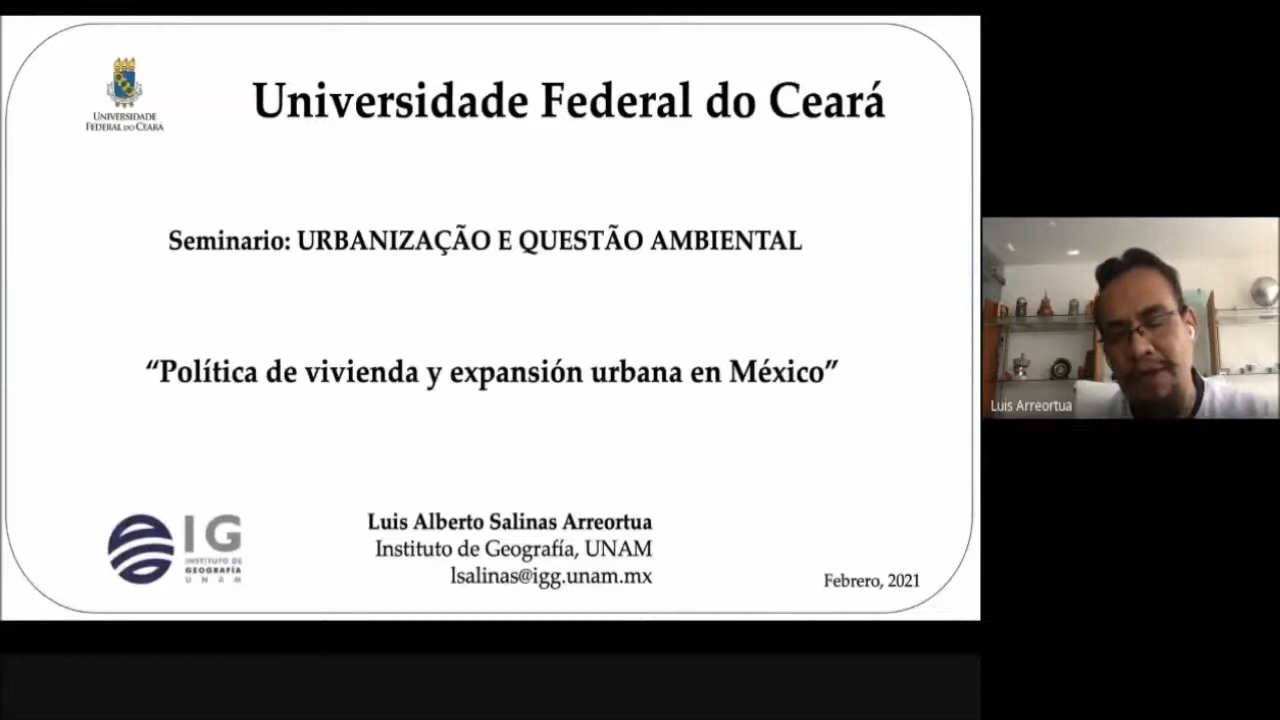 UNIVERSIDADE
FEDERAL DO CEARÁ
Universidade Federal do Ceará
Seminario: URBANIZAÇÃO E QUESTÃO AMBIENTAL
“Política de vivienda y expansión urbana en México”
Luis Arreortua
IG
INSTITUTO DE
GEOGRAFÍA
UNAM
Luis Alberto Salinas Arreortua
Instituto de Geografía, UNAM
lsalinas@igg.unam.mx
Febrero, 2021